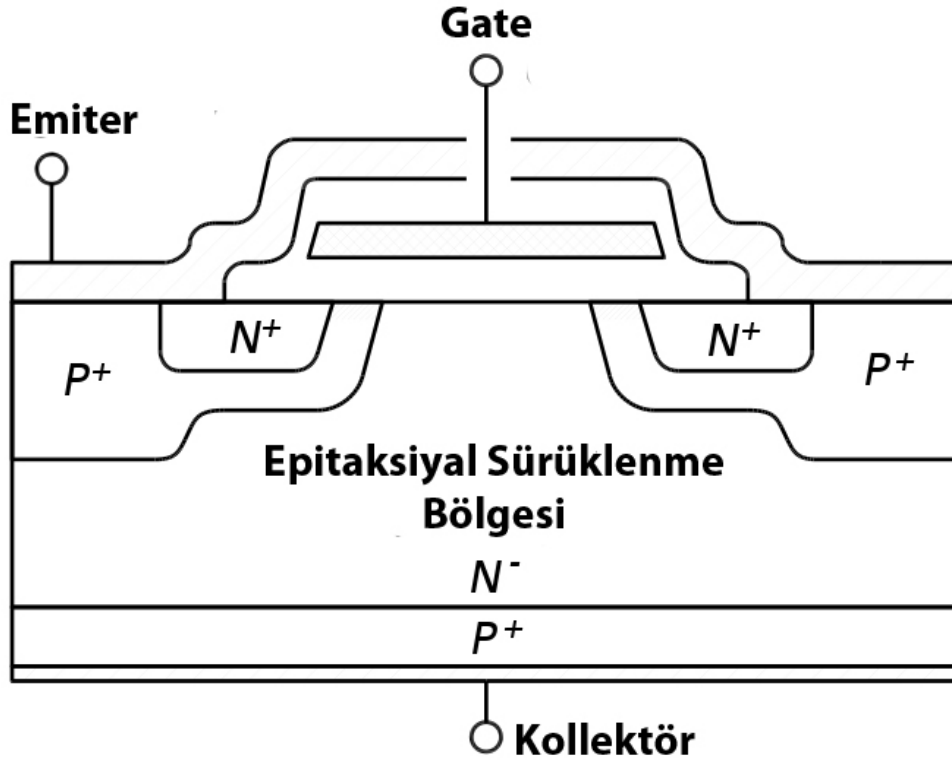 Gate
Emiter
N+ N+
P+ P+
Epitaksiyal Sürüklenme
Bölgesi
N-
P+
Kollektör